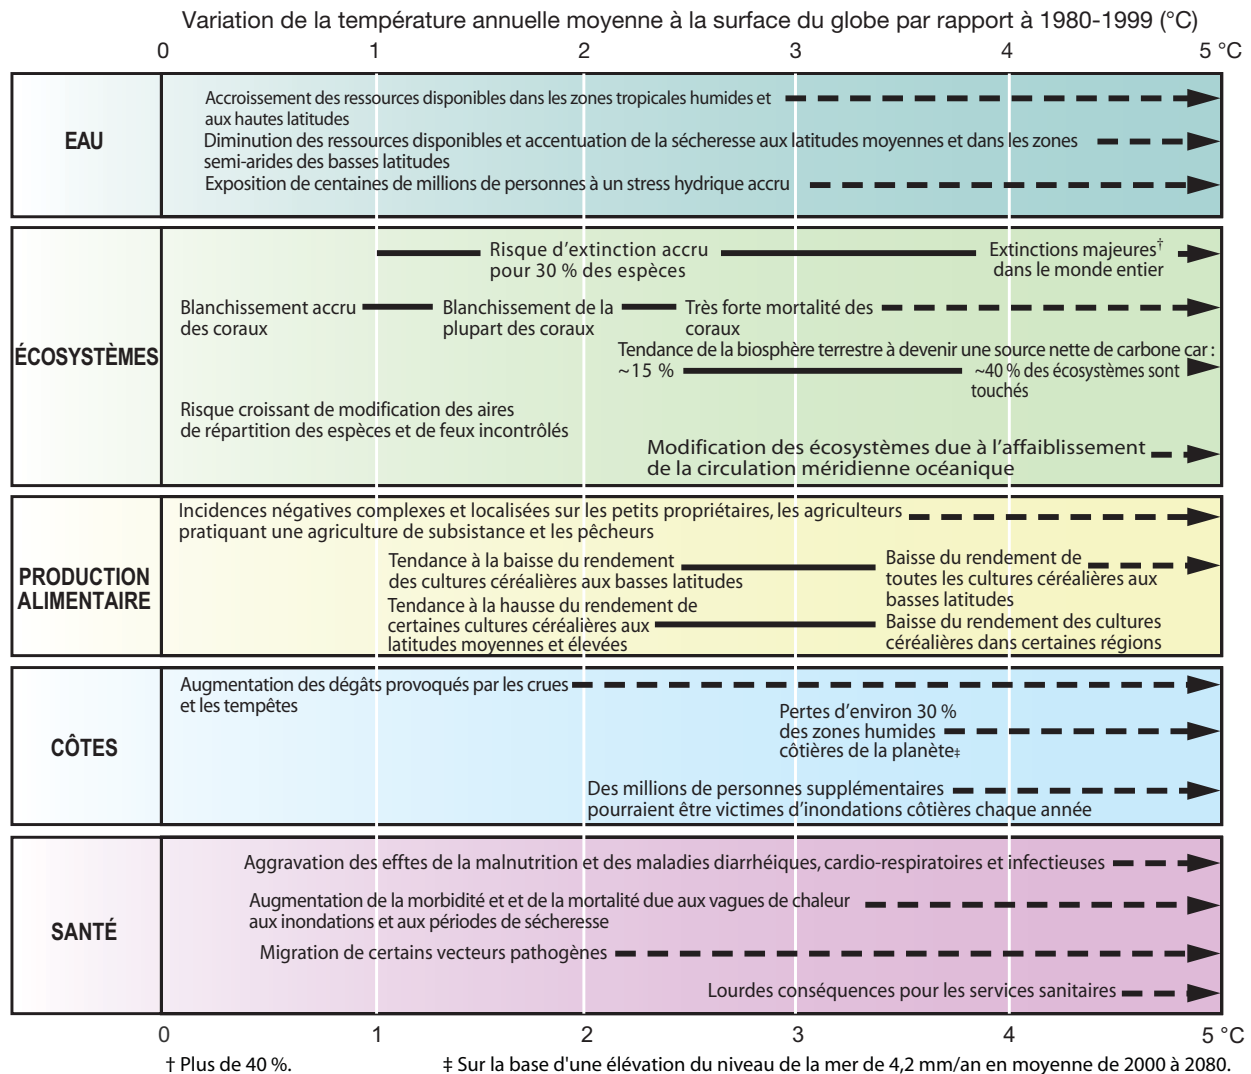 Variation de la température annuelle moyenne à la surface du globe par rapport à 1980-1999 (°C)
0 1 2 3 4 5 °C
EAU
Accroissement des ressources disponibles dans les zones tropicales humides et
aux hautes latitudes
Diminution des ressources disponibles et accentuation de la sécheresse aux latitudes moyennes et dans les zones
semi-arides des basses latitudes
Exposition de centaines de millions de personnes à un stress hydrique accru
ÉCOSYSTÈMES
Risque d'extinction accru
pour 30 % des espèces
Extinctions majeures†
dans le monde entier
Blanchissement accru
des coraux
Blanchissement de la
plupart des coraux
Très forte mortalité des
coraux
Tendance de la biosphère terrestre à devenir une source nette de carbone car :
~15 %
~40 % des écosystèmes sont
touchés
Risque croissant de modification des aires
de répartition des espèces et de feux incontrôlés
Modification des écosystèmes due à l'affaiblissement
de la circulation méridienne océanique
PRODUCTION
ALIMENTAIRE
Incidences négatives complexes et localisées sur les petits propriétaires, les agriculteurs
pratiquant une agriculture de subsistance et les pêcheurs
Tendance à la baisse du rendement
des cultures céréalières aux basses latitudes
Baisse du rendement de
toutes les cultures céréalières aux
basses latitudes
Tendance à la hausse du rendement de
certaines cultures céréalières aux
latitudes moyennes et élevées
Baisse du rendement des cultures
céréalières dans certaines régions
CÔTES
Augmentation des dégâts provoqués par les crues
et les tempêtes
Pertes d'environ 30 %
des zones humides
côtières de la planète‡
Des millions de personnes supplémentaires
pourraient être victimes d'inondations côtières chaque année
SANTÉ
Aggravation des efftes de la malnutrition et des maladies diarrhéiques, cardio-respiratoires et infectieuses
Augmentation de la morbidité et et de la mortalité due aux vagues de chaleur
aux inondations et aux périodes de sécheresse
Migration de certains vecteurs pathogènes
Lourdes conséquences pour les services sanitaires
0 1 2 3 4 5 °C
† Plus de 40 %.
‡ Sur la base d'une élévation du niveau de la mer de 4,2 mm/an en moyenne de 2000 à 2080.